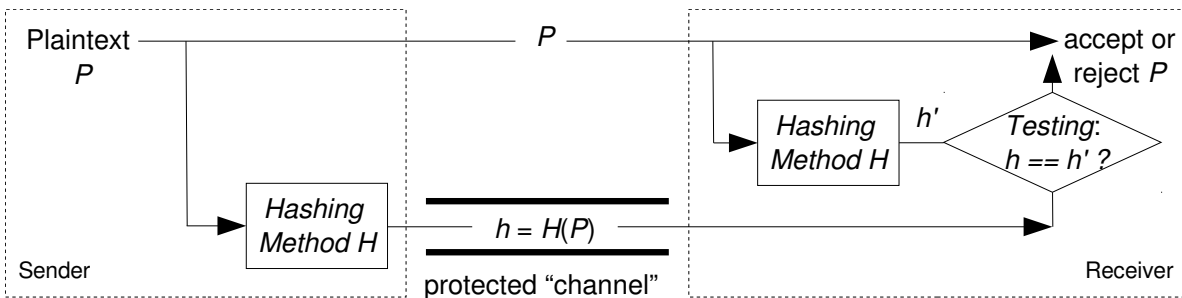 Plaintext
P
P
accept or
reject P
Hashing
Method H
h'
Testing:
h == h' ?
Hashing
Method H
h = H(P)
Sender
protected “channel”
Receiver